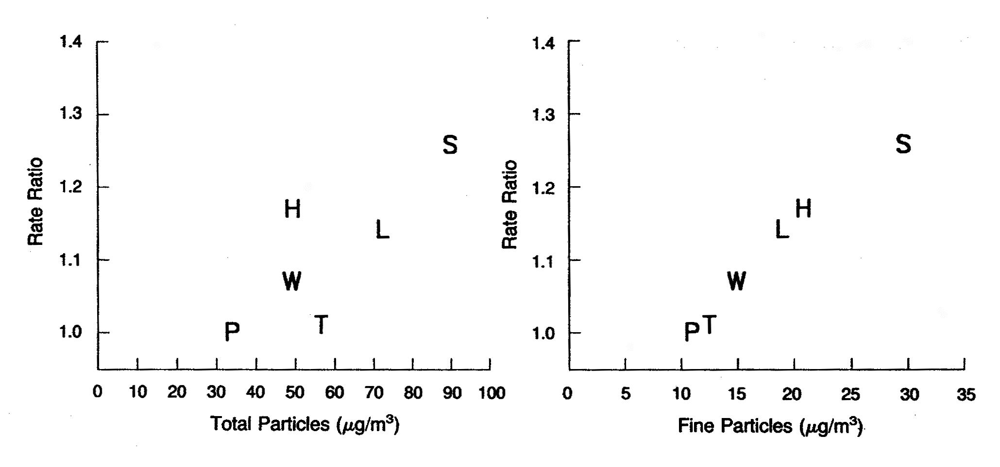 1.4
1.3
1.2
1.1
1.0
Rate Ratio
S
H
L
W
T
P
0 10 20 30 40 50 60 70 80 90 100
Total Particles (μg/m³)
1.4
1.3
1.2
1.1
1.0
Rate Ratio
S
H
L
W
T
P
0 5 10 15 20 25 30 35
Fine Particles (μg/m³)